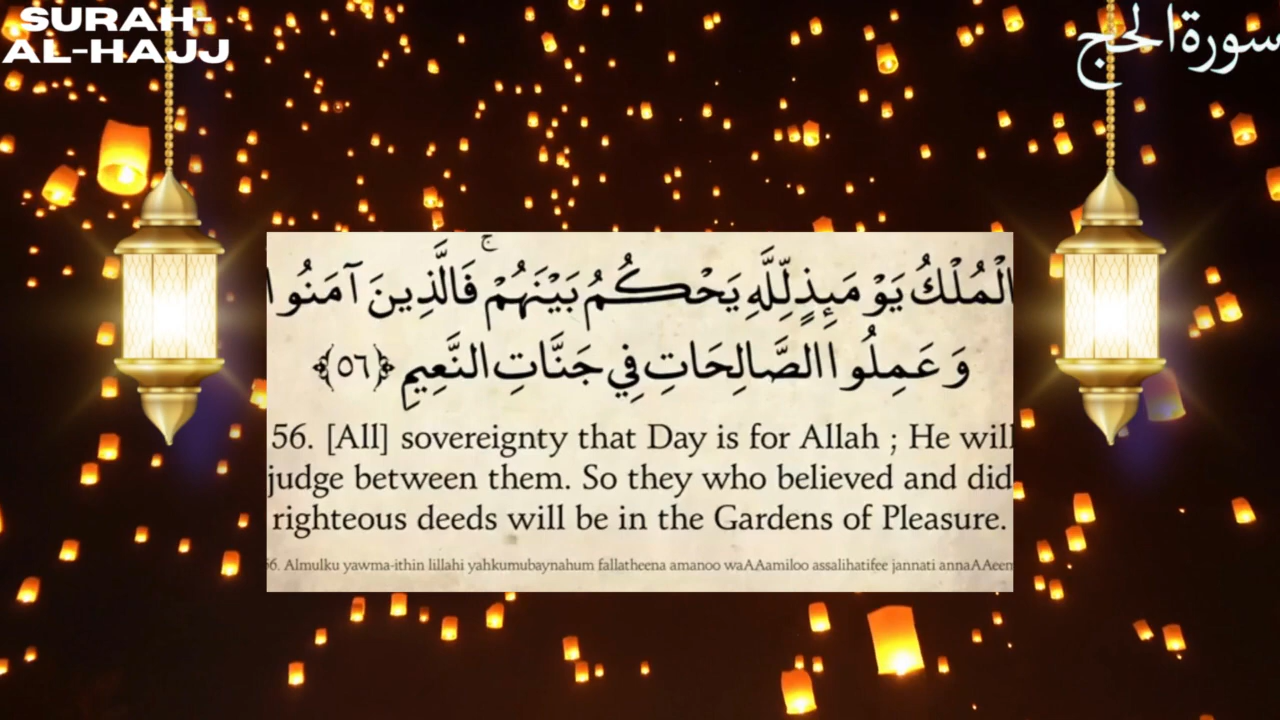 SURAH-
AL-HAJJ
سورة الحج
الْمُلْكُ يَوْمَئِذٍ لِّلَّهِ يَحْكُمُ بَيْنَهُمْ ۚ فَالَّذِينَ آمَنُوا
وَعَمِلُوا الصَّالِحَاتِ فِي جَنَّاتِ النَّعِيمِ ﴿٥٦﴾
56. [All] sovereignty that Day is for Allah ; He will
judge between them. So they who believed and did
righteous deeds will be in the Gardens of Pleasure.
56. Almulku yawma-ithin lillahi yahkumubaynahum fallatheena amanoo waAAamiloo assalihatifee jannati annaAAeem